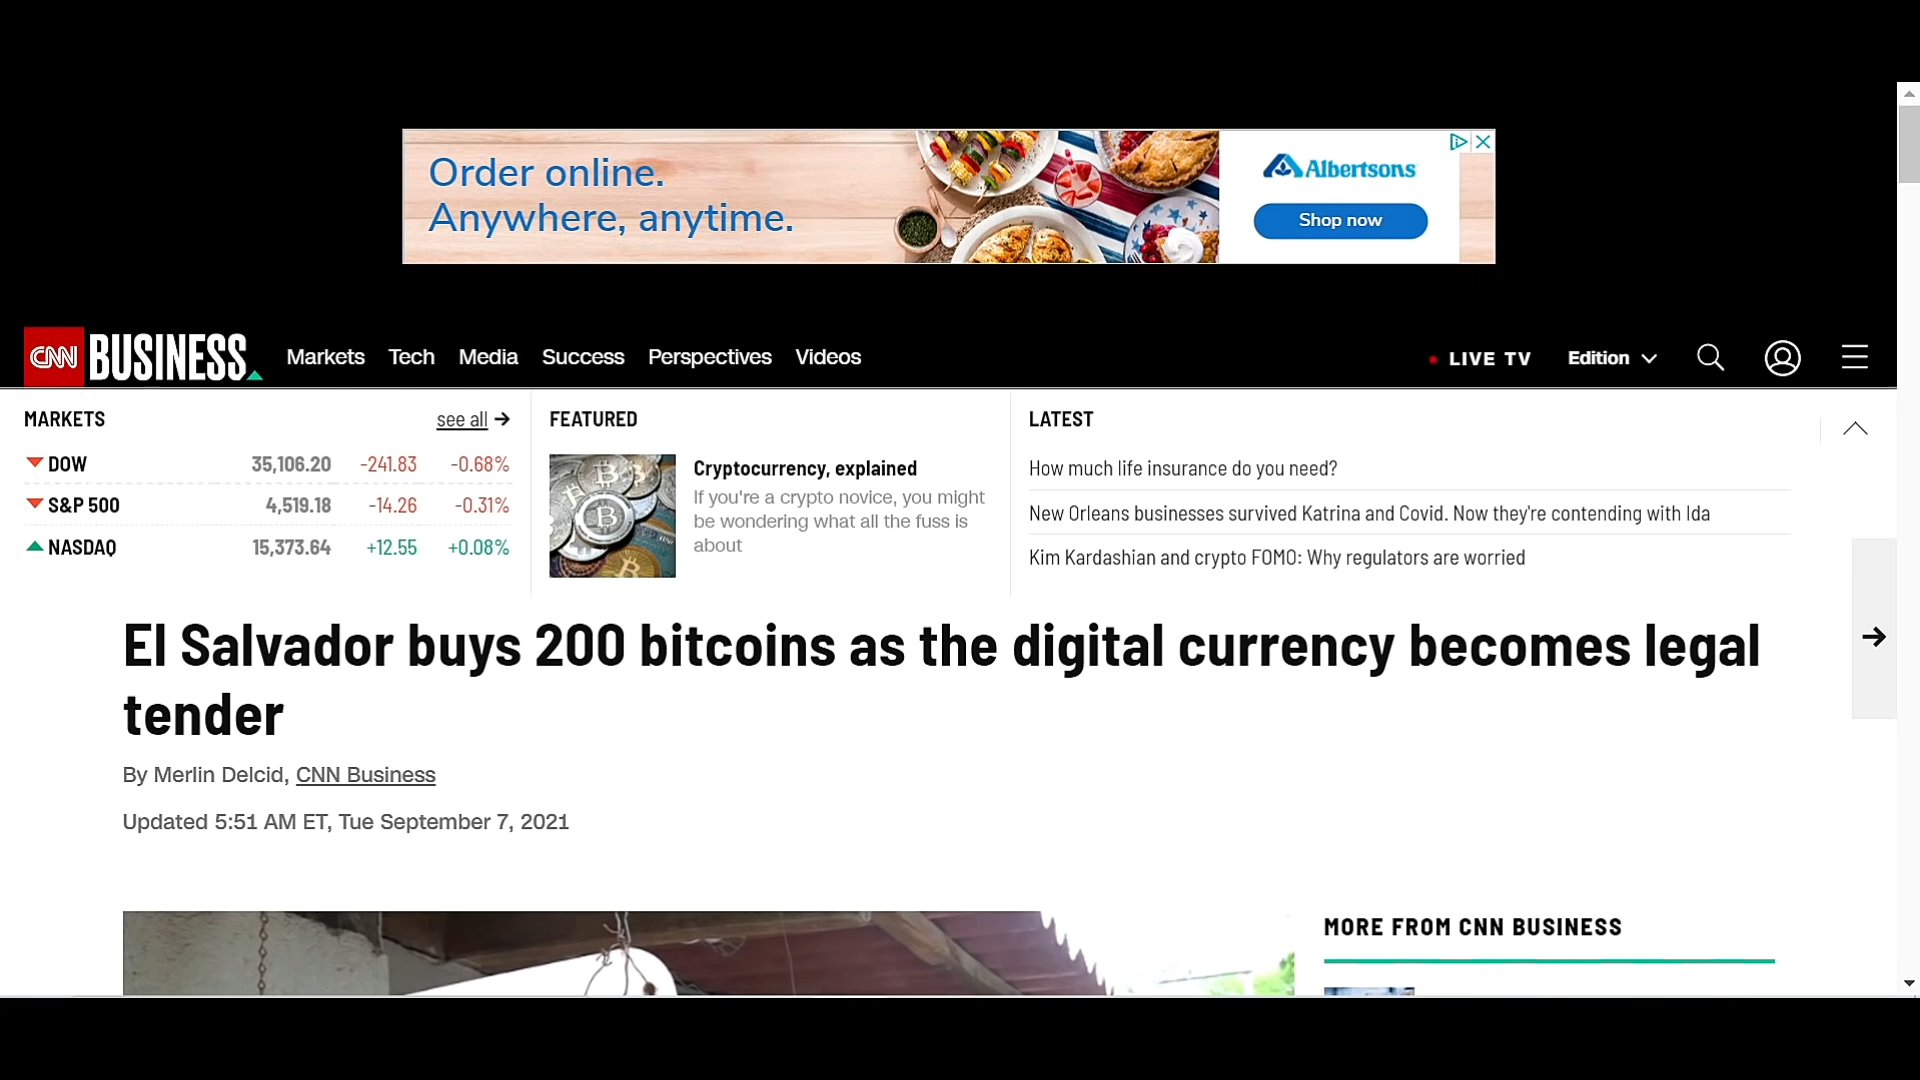 Order online.
Anywhere, anytime.
Albertsons
Shop now
CNN BUSINESS
Markets Tech Media Success Perspectives Videos
LIVE TV Edition
MARKETS see all →
DOW 35,106.20 -241.83 -0.68%
S&P 500 4,519.18 -14.26 -0.31%
NASDAQ 15,373.64 +12.55 +0.08%
FEATURED
Cryptocurrency, explained
If you're a crypto novice, you might
be wondering what all the fuss is
about
LATEST
How much life insurance do you need?
New Orleans businesses survived Katrina and Covid. Now they're contending with Ida
Kim Kardashian and crypto FOMO: Why regulators are worried
El Salvador buys 200 bitcoins as the digital currency becomes legal
tender
By Merlin Delcid, CNN Business
Updated 5:51 AM ET, Tue September 7, 2021
MORE FROM CNN BUSINESS